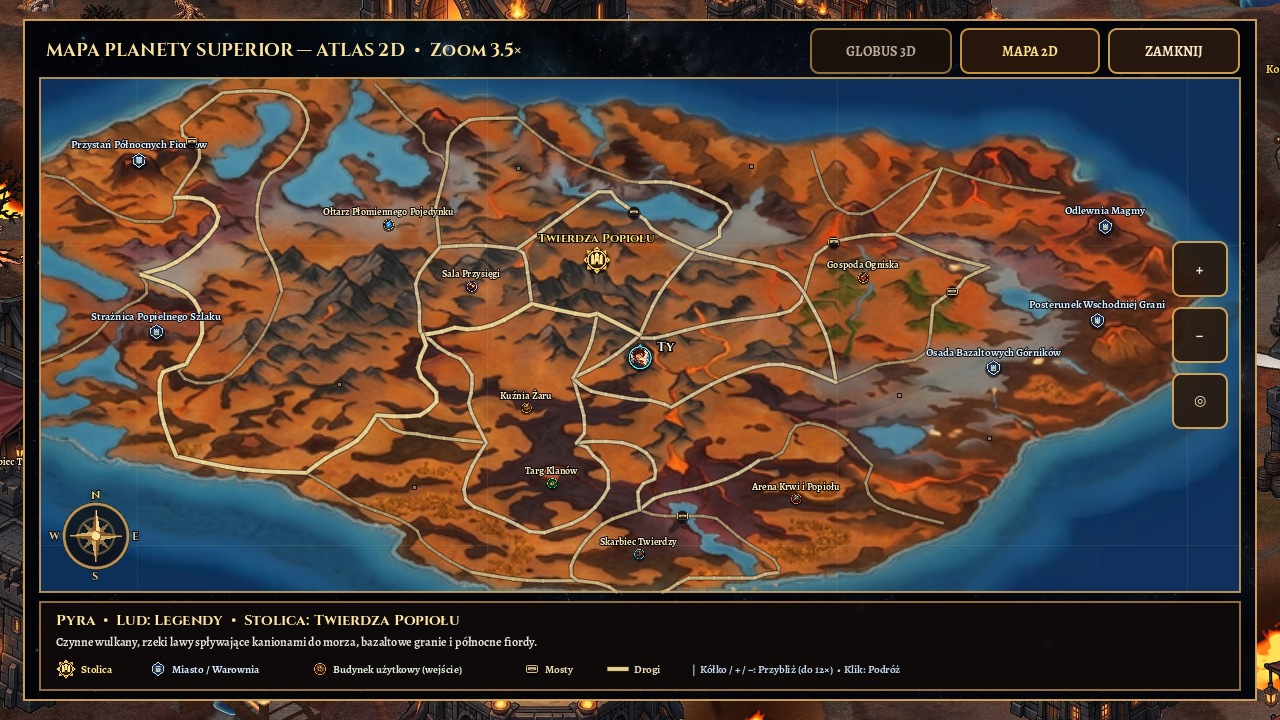 MAPA PLANETY SUPERIOR — ATLAS 2D • ZOOM 3.5×
GLOBUS 3D
MAPA 2D
ZAMKNIJ
Przystań Północnych Fiordów
Ołtarz Płomiennego Pojedynku
Odlewnia Magmy
TWIERDZA POPIOŁU
Gospoda Ogniska
Sala Przysięgi
+
Posterunek Wschodniej Grani
Strażnica Popielnego Szlaku
−
TY
Osada Bazaltowych Górników
Kuźnia Żaru
◎
Targ Klanów
Arena Krwi i Popiołu
N
W
E
S
Skarbiec Twierdzy
PYRA • LUD: LEGENDY • STOLICA: TWIERDZA POPIOŁU
Czynne wulkany, rzeki lawy spływające kanionami do morza, bazaltowe granie i północne fiordy.
Stolica
Miasto / Warownia
Budynek użytkowy (wejście)
Mosty
Drogi
| Kółko / + / −: Przybliż (do 12×) • Klik: Podróż